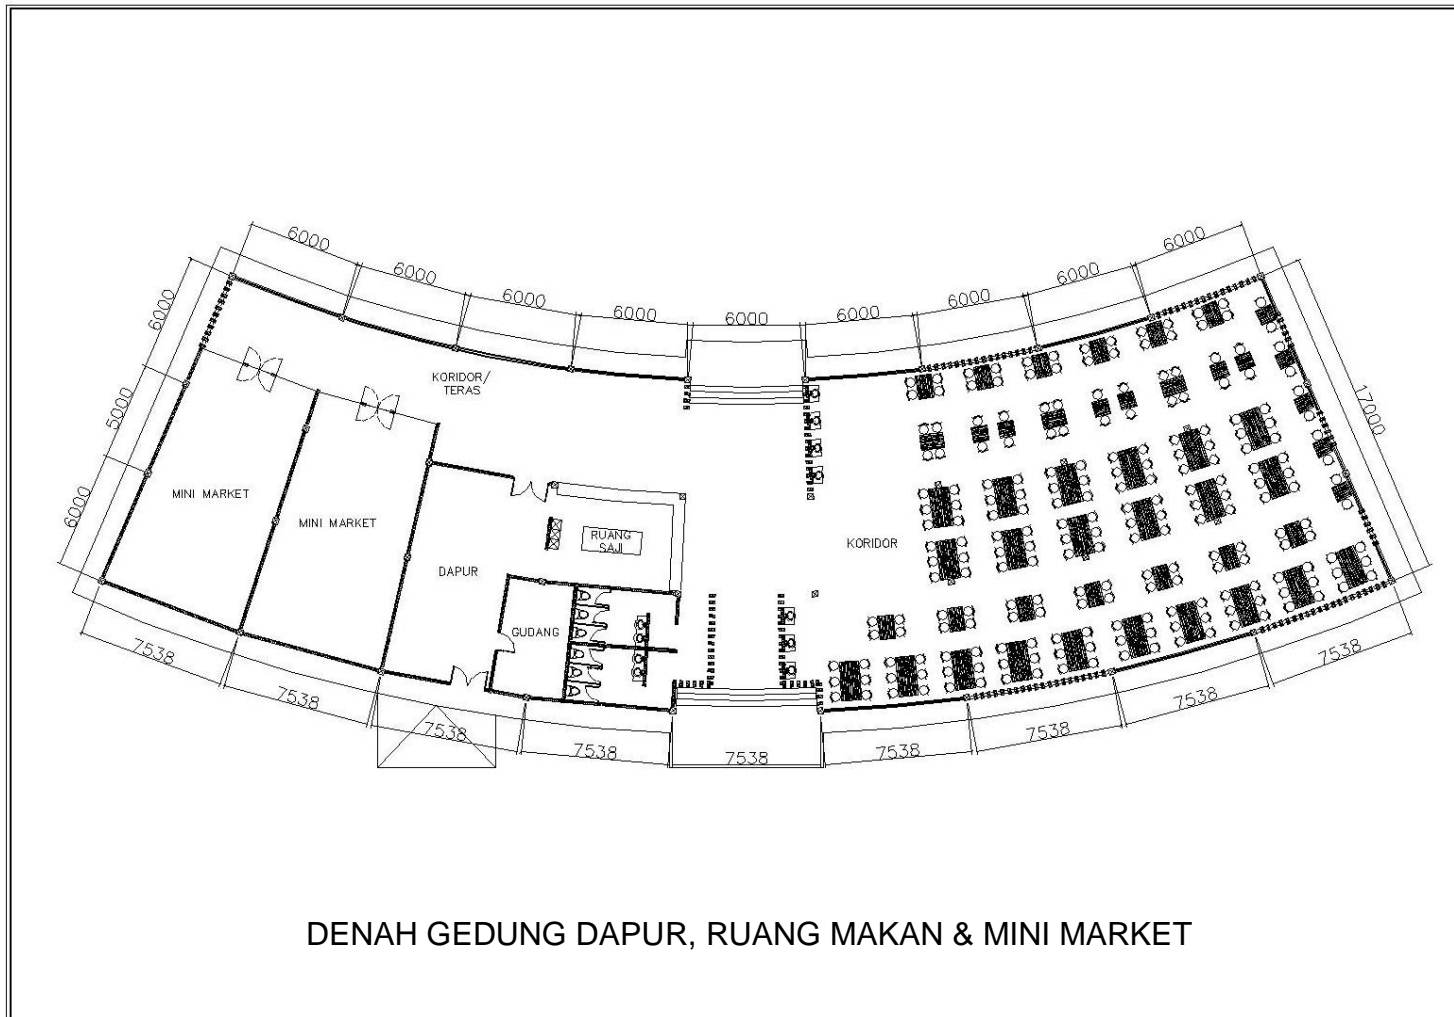 6000
6000
6000
6000
6000
6000
6000
6000
6000
6000
5000
6000
17000
KORIDOR/
TERAS
MINI MARKET
MINI MARKET
DAPUR
RUANG
SAJI
KORIDOR
GUDANG
7538
7538
7538
7538
7538
7538
7538
7538
7538
DENAH GEDUNG DAPUR, RUANG MAKAN & MINI MARKET